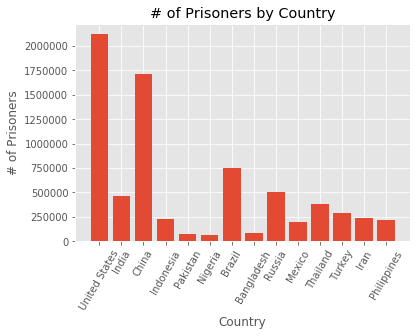 # of Prisoners by Country
# of Prisoners
2000000
1750000
1500000
1250000
1000000
750000
500000
250000
0
United States
India
China
Indonesia
Pakistan
Nigeria
Brazil
Bangladesh
Russia
Mexico
Thailand
Turkey
Iran
Philippines
Country